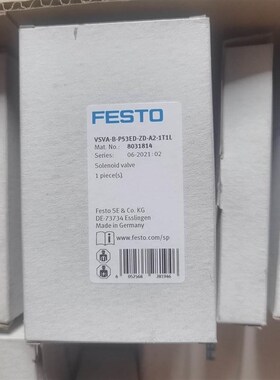 FESTO
VSVA-B-P53ED-ZD-A2-1T1L
Mat. No.: 8031814
Series: 06-2021: 02
Solenoid valve
1 piece(s)
Festo SE & Co. KG
DE-73734 Esslingen
Made in Germany
www.festo.com/sp